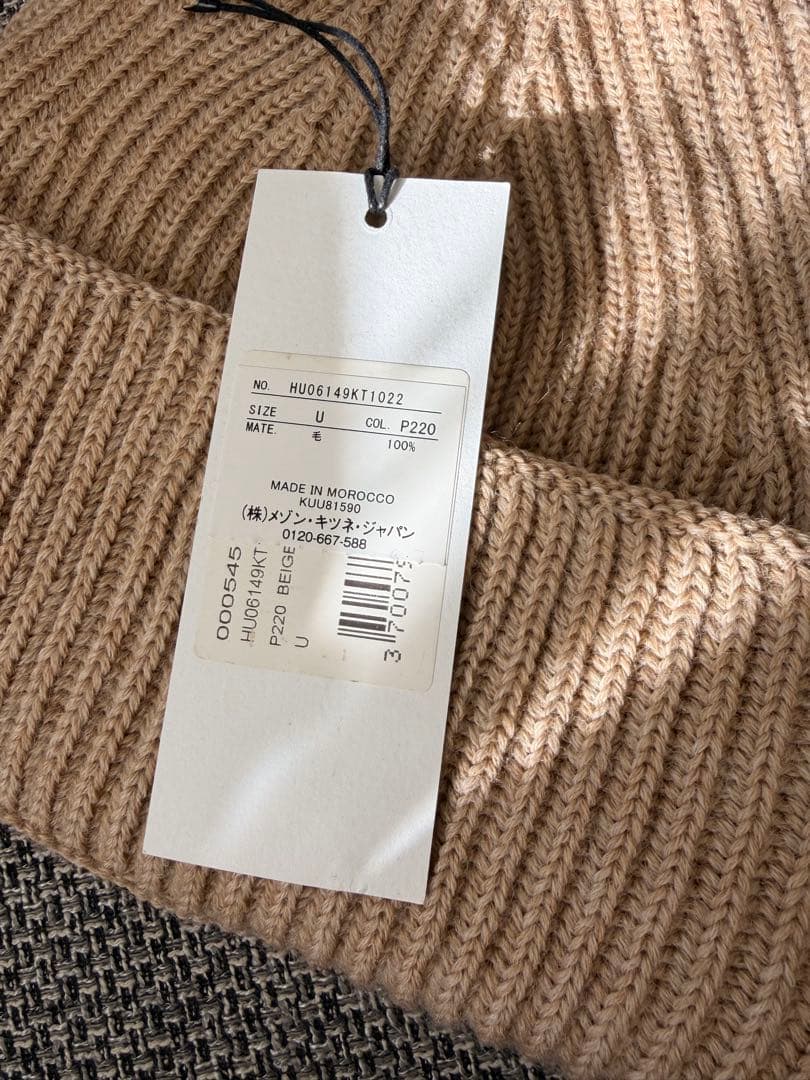 NO. HU06149KT1022
SIZE U COL. P220
MATE. 毛 100%
MADE IN MOROCCO
KUU81590
(株)メゾン・キツネ・ジャパン
0120-667-588
000545
HU06149KT
P220 BEIGE
U
370079